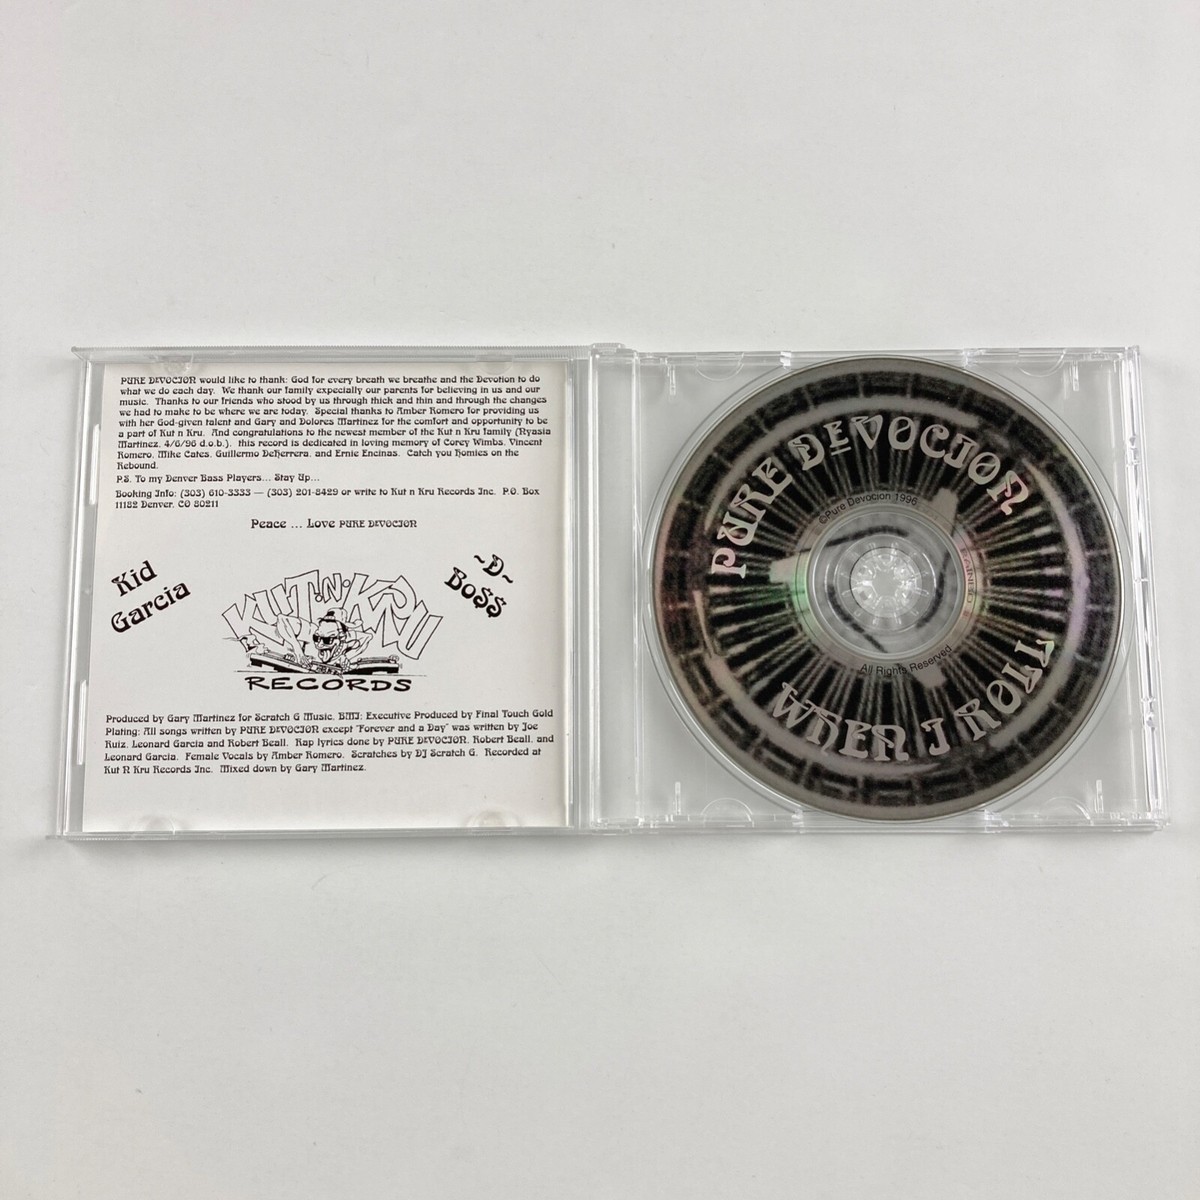 PURE DEVOCION would like to thank: God for every breath we breathe and the Devotion to do
what we do each day. We thank our family expecially our parents for believing in us and our
music. Thanks to our friends who stood by us through thick and thin and through the changes
we had to make to be where we are today. Special thanks to Amber Romero for providing us
with her God-given talent and Gary and Dolores Martinez for the comfort and opportunity to be
a part of Kut n Kru. And congratulations to the newest member of the Kut n Kru family (Ryasia
Martinez, 4/6/96 d.o.b.). this record is dedicated in loving memory of Corey Wimbs, Vincent
Romero, Mike Cates, Guillermo DeHerrera, and Ernie Encinas. Catch you Homies on the
Rebound.
P.S. To my Denver Bass Players... Stay Up...
Booking Info: (303) 610-3333 — (303) 201-8429 or write to Kut n Kru Records Inc. P.O. Box
11182 Denver, CO 80211
Peace ... Love PURE DEVOCION
Kid
Garcia
~D~
Bo$$
KUT·N·KRU
RECORDS
Produced by Gary Martinez for Scratch G Music, BMI: Executive Produced by Final Touch Gold
Plating: All songs written by PURE DEVOCION except "Forever and a Day" was written by Joe
Ruiz, Leonard Garcia and Robert Beall. Rap lyrics done by PURE DEVOCION, Robert Beall, and
Leonard Garcia. Female Vocals by Amber Romero. Scratches by DJ Scratch G. Recorded at
Kut N Kru Records Inc. Mixed down by Gary Martinez.
PURE DEVOCION
©Pure Devocion 1996
All Rights Reserved
WHEN I ROLL